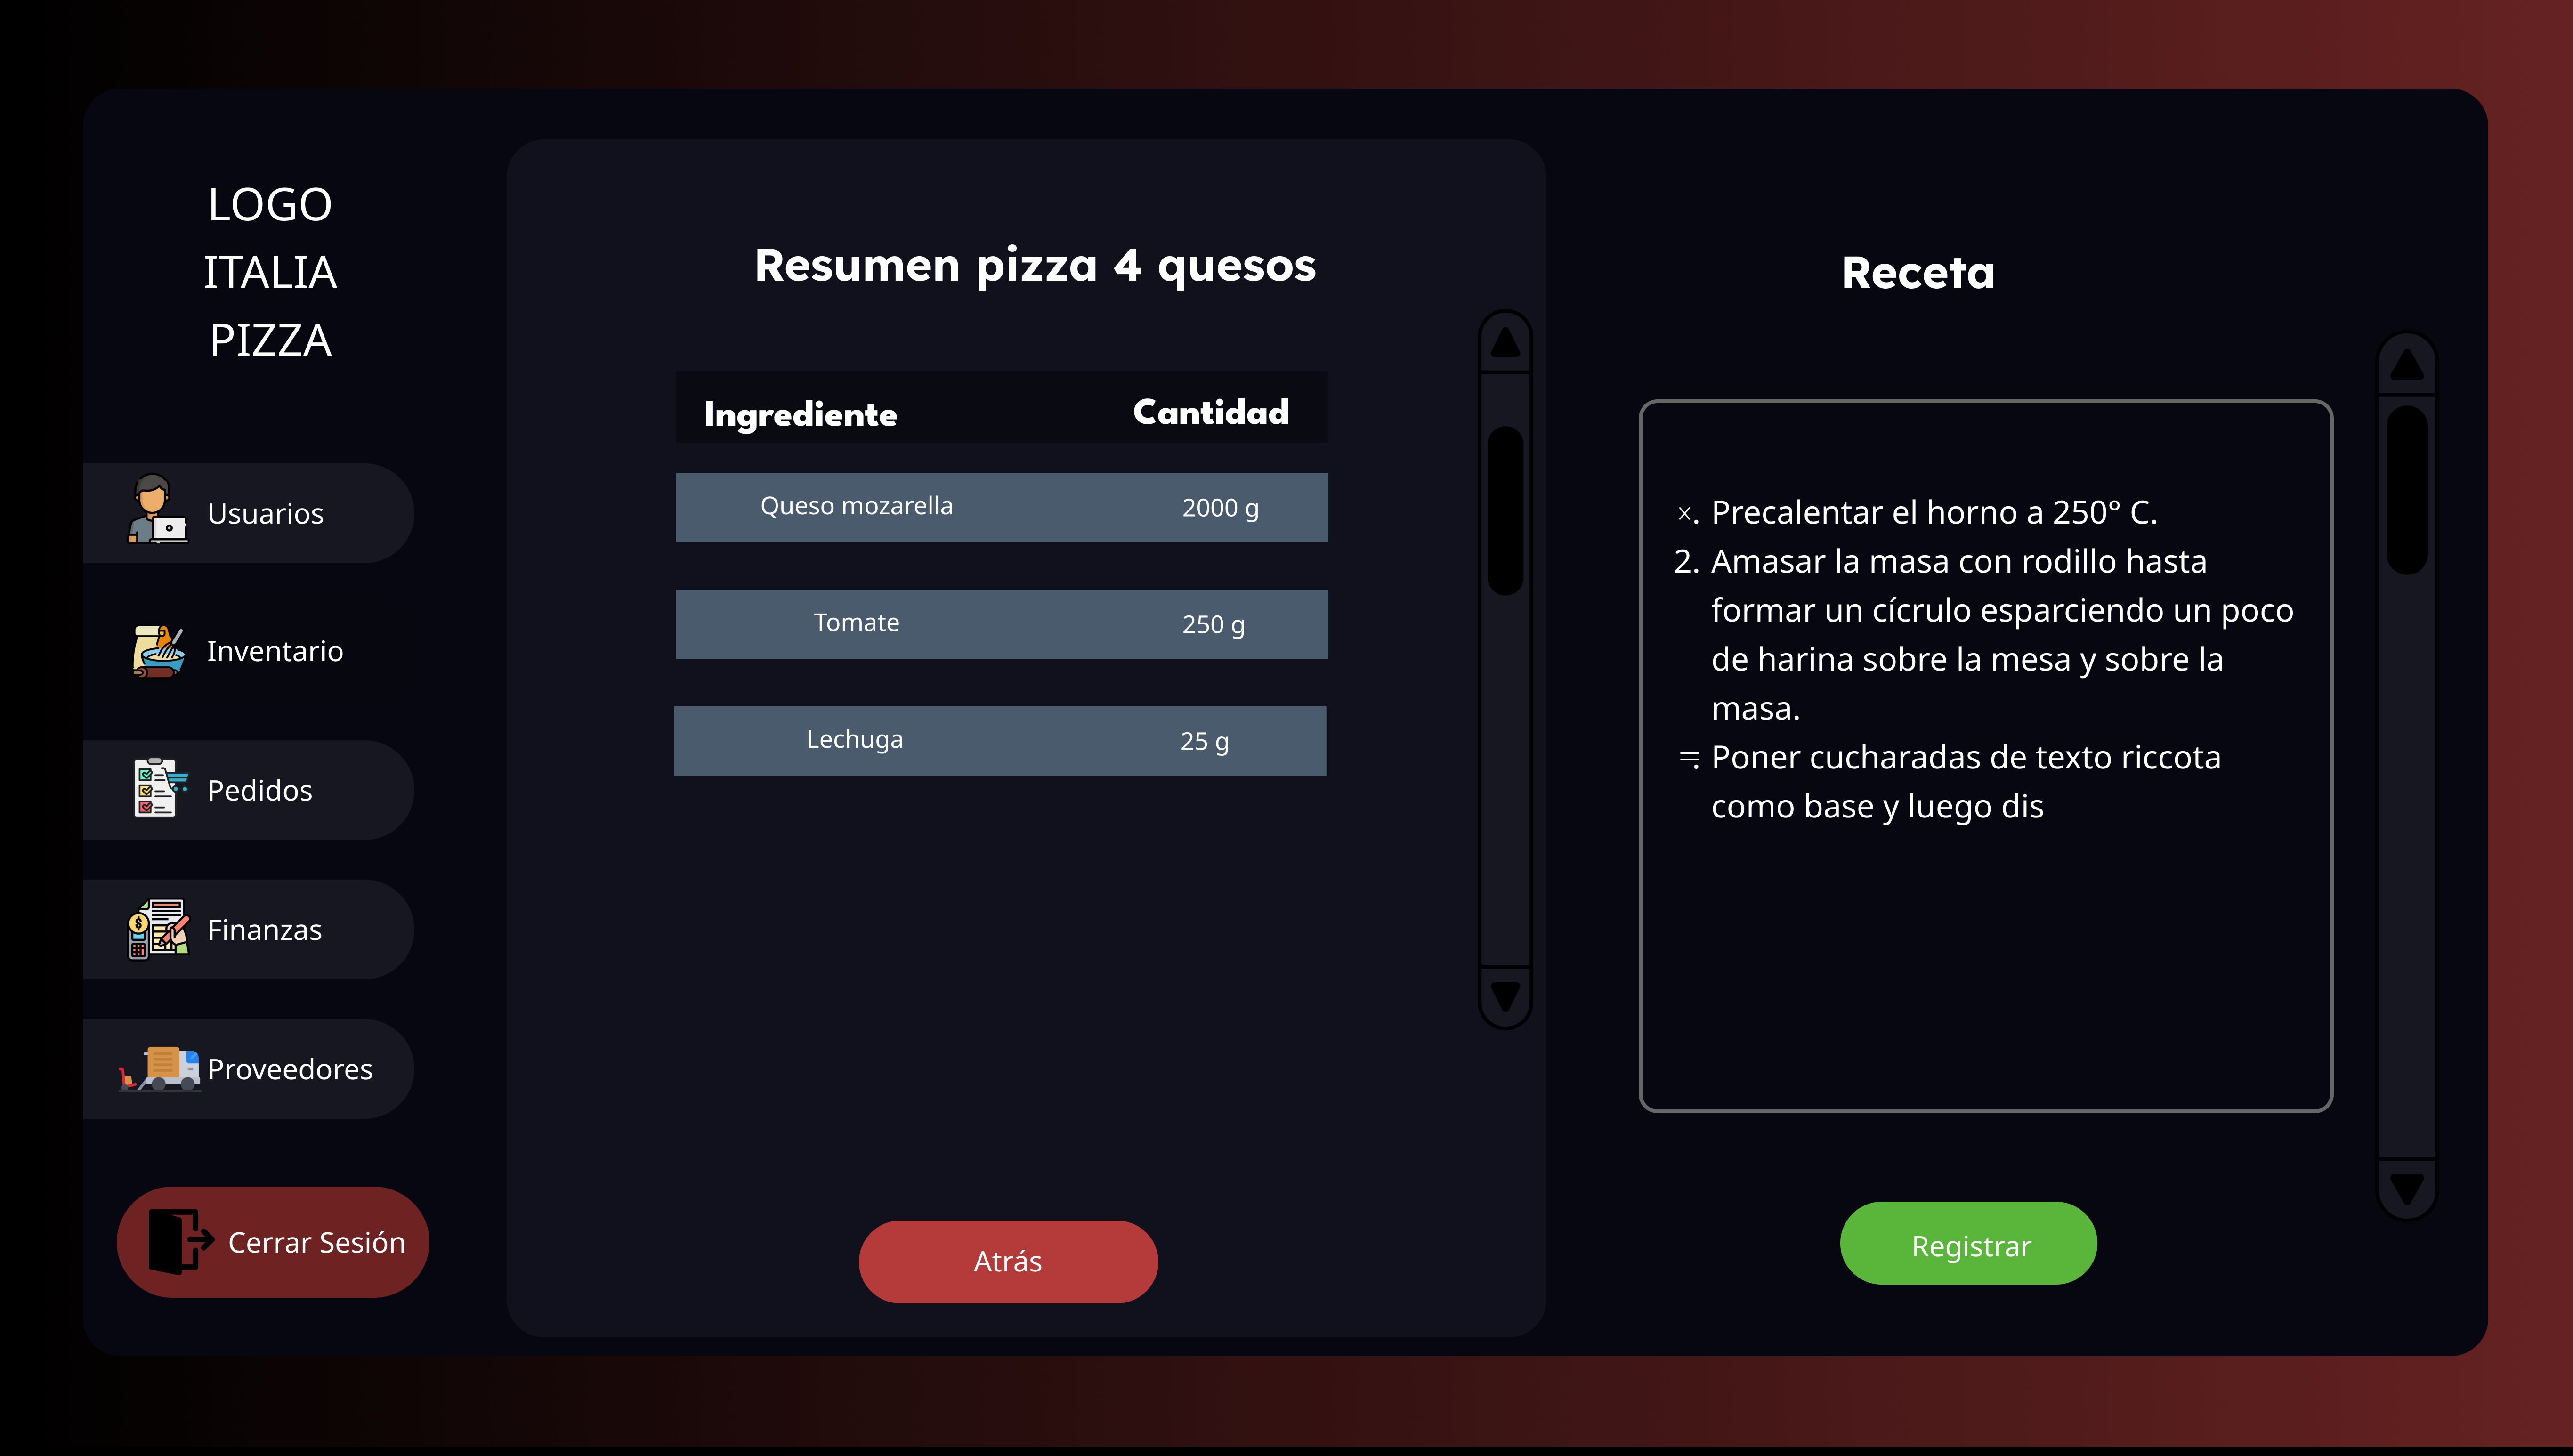 LOGO
ITALIA
PIZZA
Usuarios
Inventario
Pedidos
Finanzas
Proveedores
Cerrar Sesión
Resumen pizza 4 quesos
Ingrediente Cantidad
Queso mozarella 2000 g
Tomate 250 g
Lechuga 25 g
Atrás
Receta
×. Precalentar el horno a 250° C.
2. Amasar la masa con rodillo hasta
formar un cícrulo esparciendo un poco
de harina sobre la mesa y sobre la
masa.
=. Poner cucharadas de texto riccota
como base y luego dis
Registrar